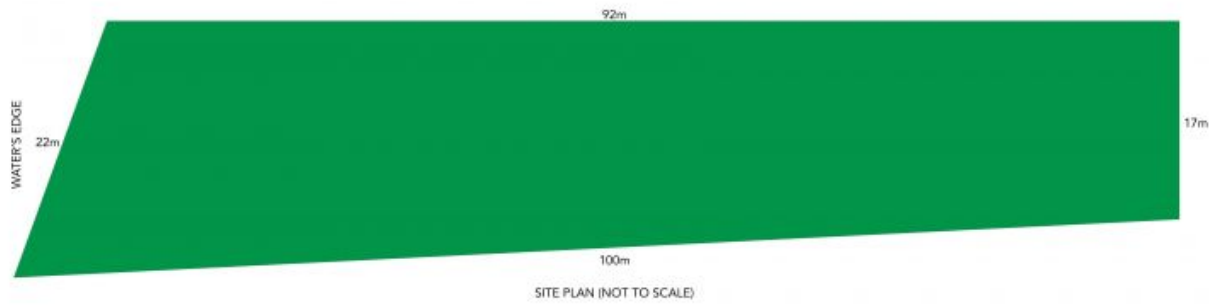 92m
WATER'S EDGE
22m
17m
100m
SITE PLAN (NOT TO SCALE)